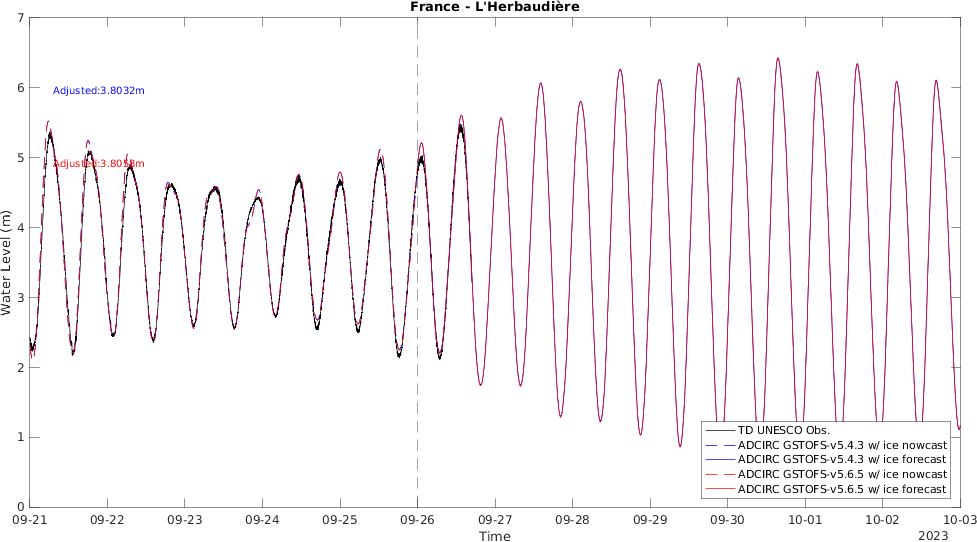 France - L'Herbaudière
7
6
5
4
3
2
1
0
Water Level (m)
Adjusted:3.8032m
Adjusted:3.8058m
TD UNESCO Obs.
ADCIRC GSTOFS-v5.4.3 w/ ice nowcast
ADCIRC GSTOFS-v5.4.3 w/ ice forecast
ADCIRC GSTOFS-v5.6.5 w/ ice nowcast
ADCIRC GSTOFS-v5.6.5 w/ ice forecast
09-21 09-22 09-23 09-24 09-25 09-26 09-27 09-28 09-29 09-30 10-01 10-02 10-03
Time
2023